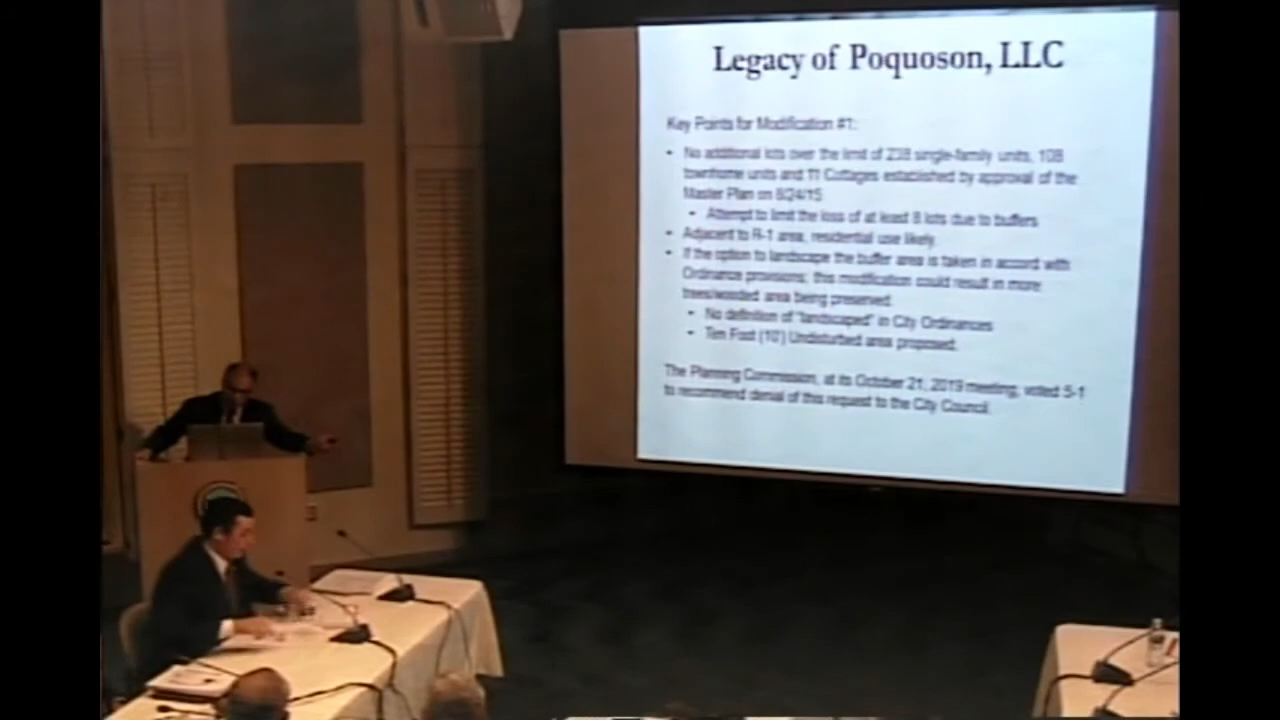 Legacy of Poquoson, LLC
Key Points for Modification #1:
• No additional lots over the limit of 238 single-family units, 108
townhome units and 11 Cottages established by approval of the
Master Plan on 8/24/15
• Attempt to limit the loss of at least 8 lots due to buffers
• Adjacent to R-1 area, residential use likely.
• If the option to landscape the buffer area is taken in accord with
Ordinance provisions; this modification could result in more
trees/wooded area being preserved.
• No definition of "landscaped" in City Ordinances
• Ten Foot (10') Undisturbed area proposed.
The Planning Commission, at its October 21, 2019 meeting, voted 5-1
to recommend denial of this request to the City Council.